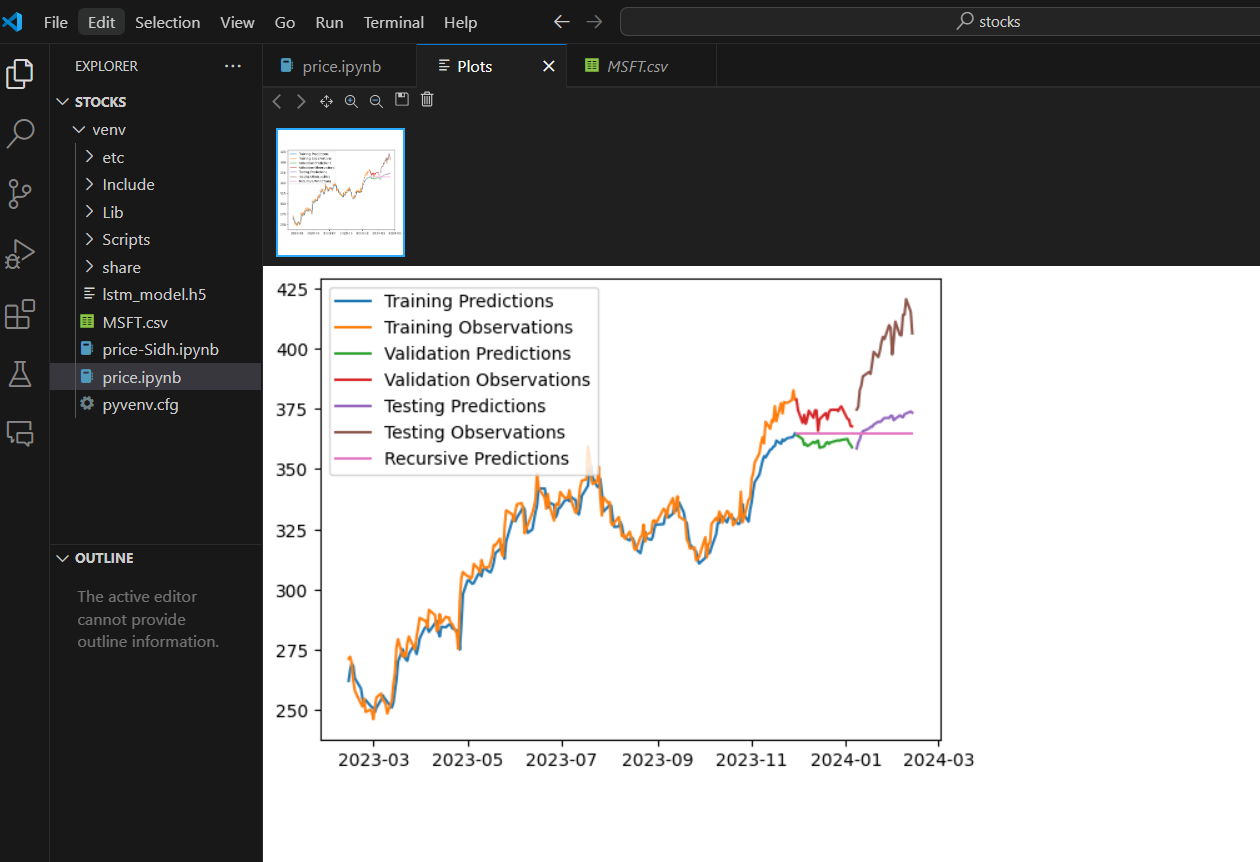 File Edit Selection View Go Run Terminal Help stocks
EXPLORER
price.ipynb Plots MSFT.csv
STOCKS
venv
etc
Include
Lib
Scripts
share
lstm_model.h5
MSFT.csv
price-Sidh.ipynb
price.ipynb
pyvenv.cfg
OUTLINE
The active editor
cannot provide
outline information.
425
400
375
350
325
300
275
250
Training Predictions
Training Observations
Validation Predictions
Validation Observations
Testing Predictions
Testing Observations
Recursive Predictions
2023-03 2023-05 2023-07 2023-09 2023-11 2024-01 2024-03